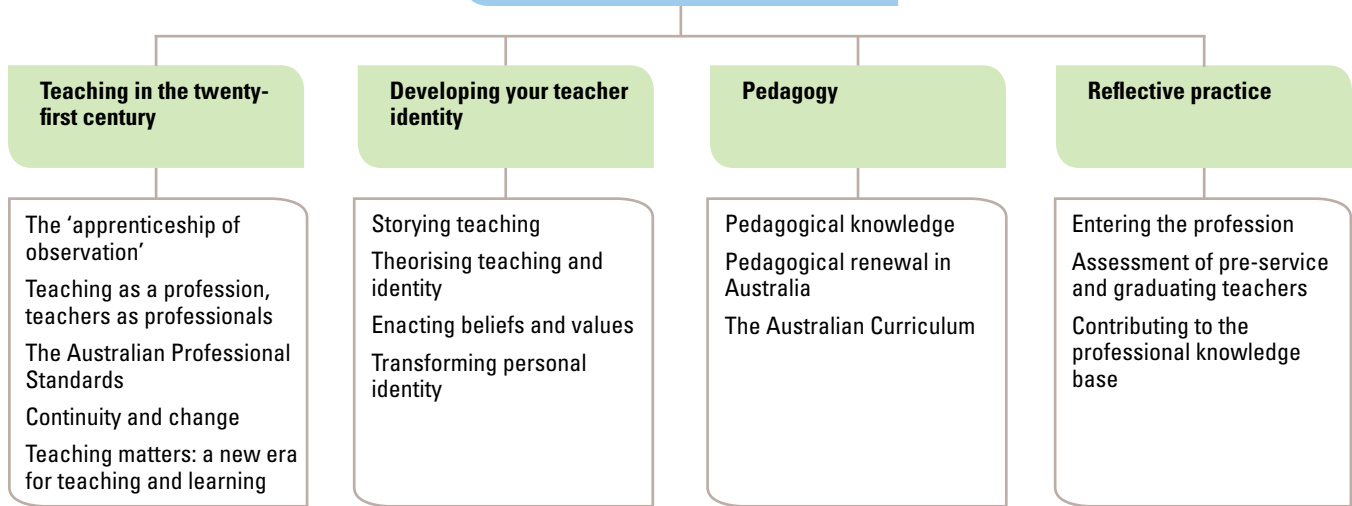 Teaching in the twenty-
first century
The 'apprenticeship of
observation'
Teaching as a profession,
teachers as professionals
The Australian Professional
Standards
Continuity and change
Teaching matters: a new era
for teaching and learning
Developing your teacher
identity
Storying teaching
Theorising teaching and
identity
Enacting beliefs and values
Transforming personal
identity
Pedagogy
Pedagogical knowledge
Pedagogical renewal in
Australia
The Australian Curriculum
Reflective practice
Entering the profession
Assessment of pre-service
and graduating teachers
Contributing to the
professional knowledge
base